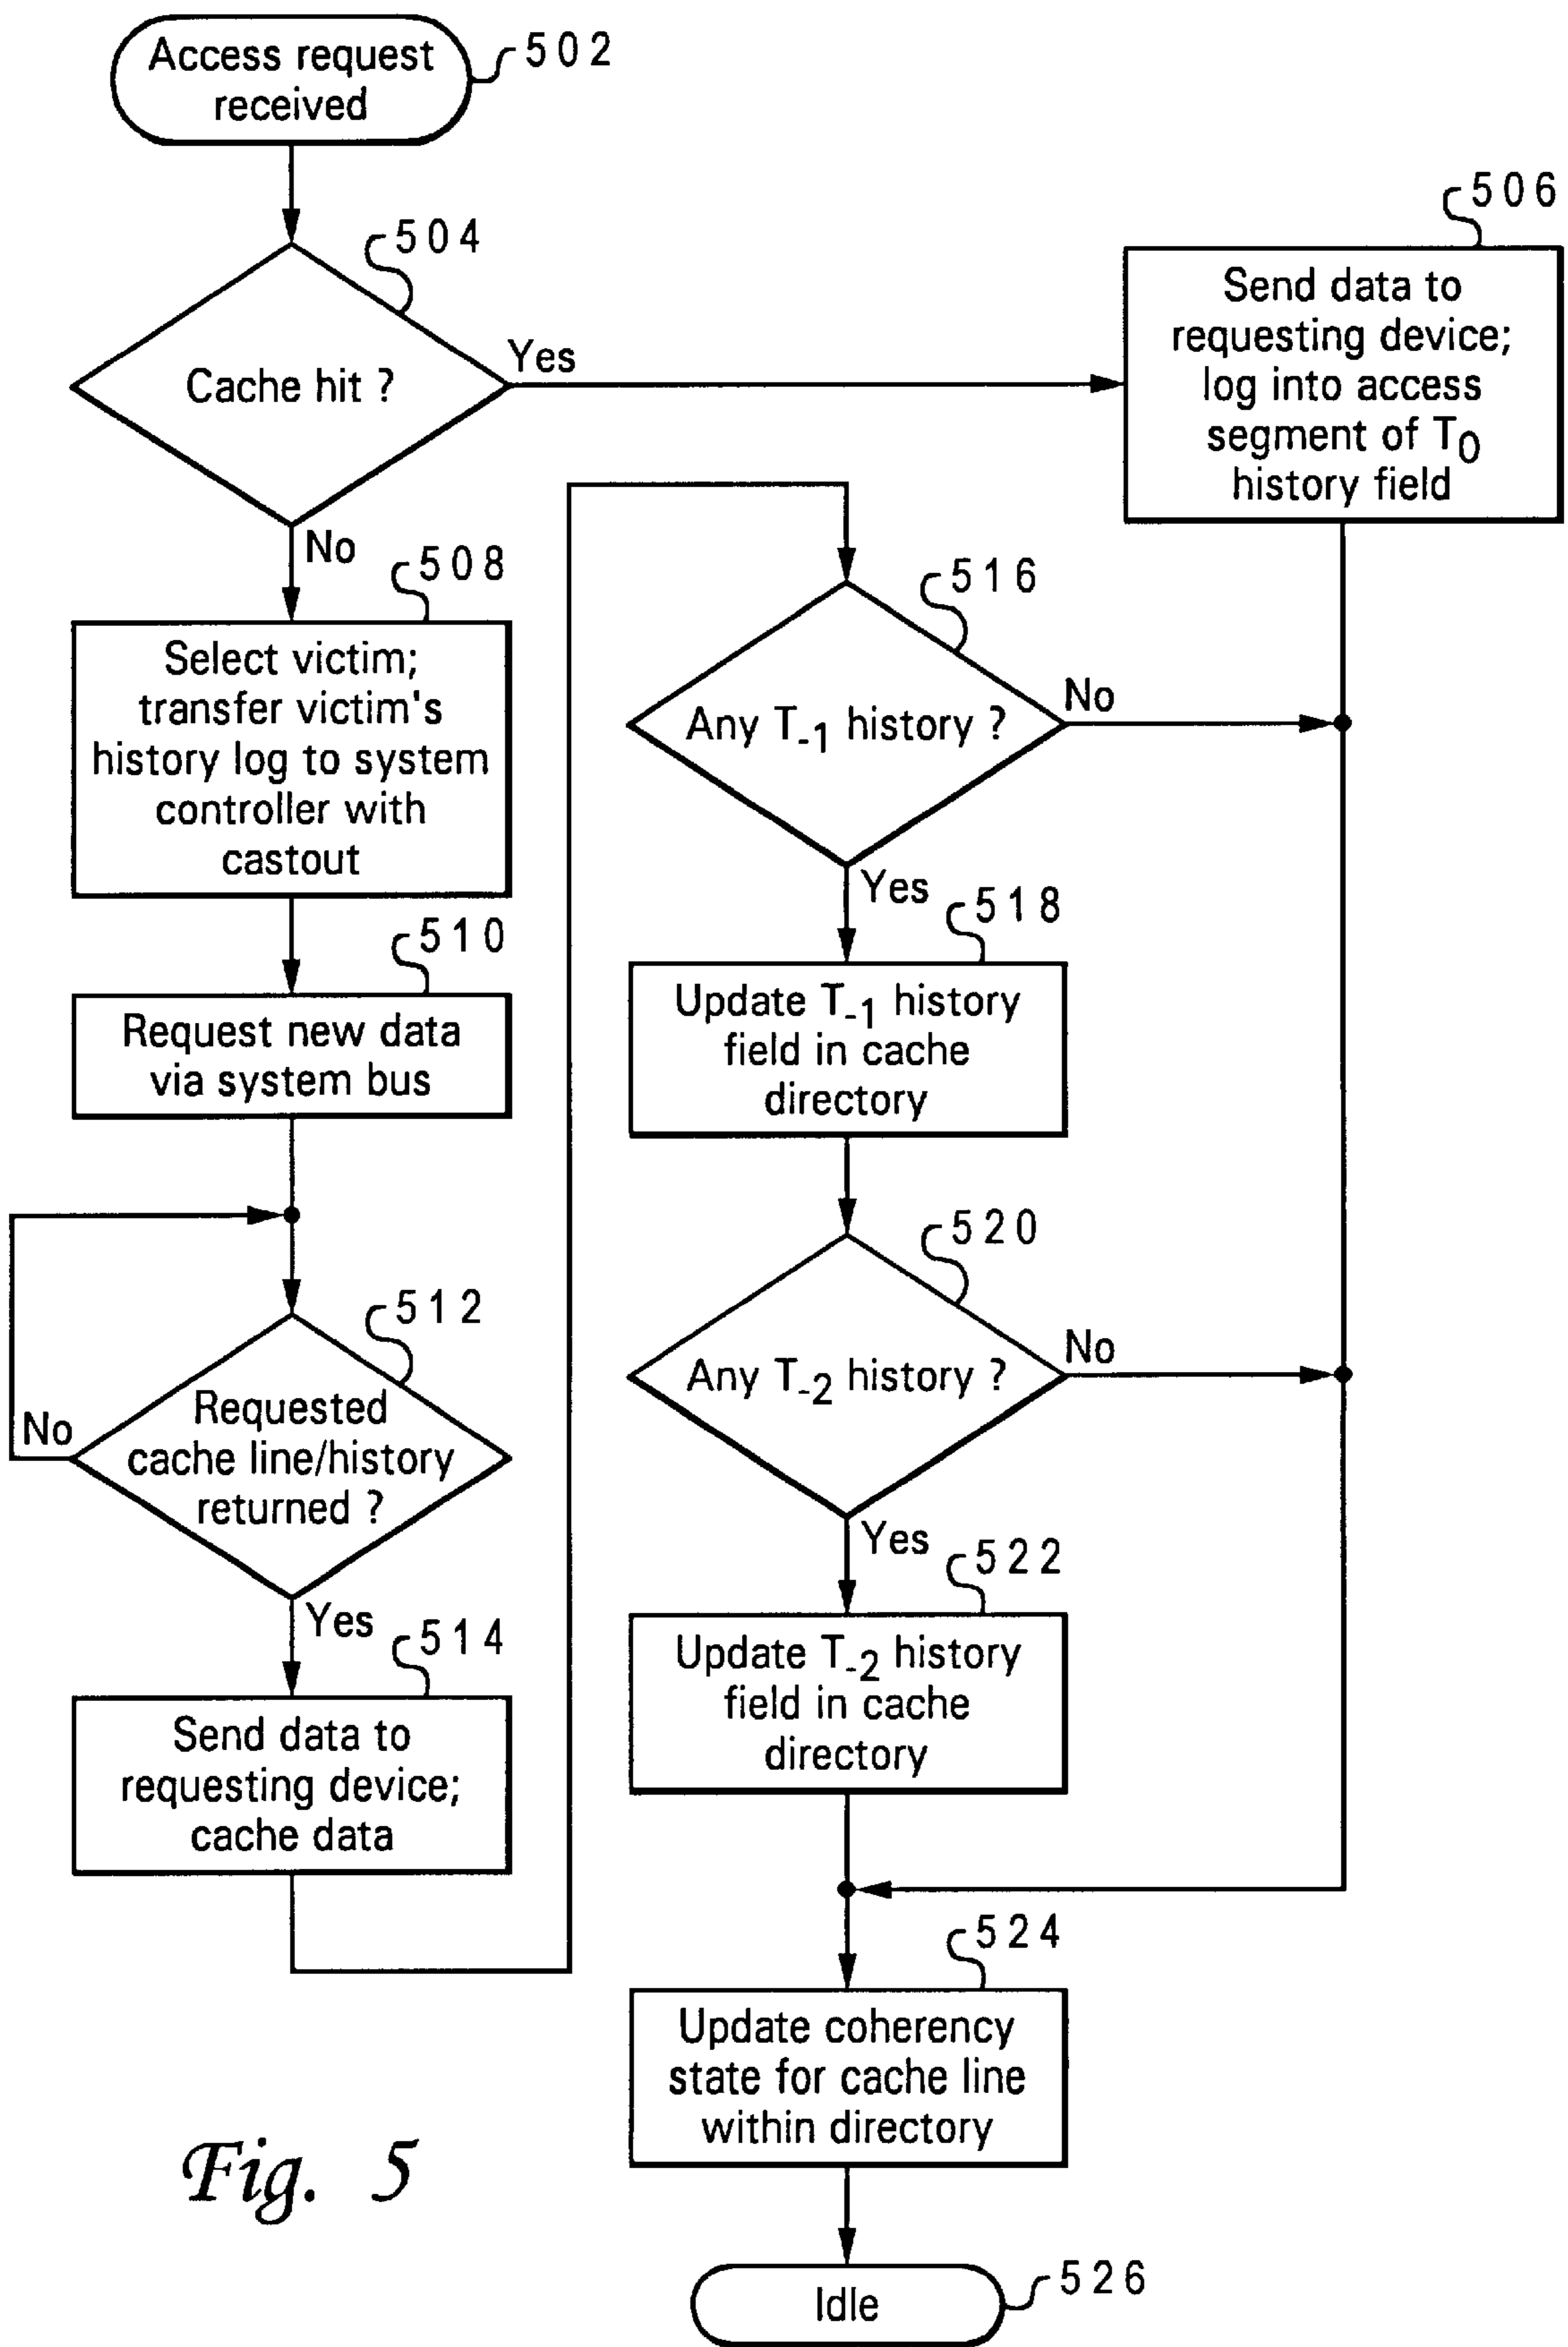 Access request
received
502
504
Cache hit ?
Yes
No
506
Send data to
requesting device;
log into access
segment of T0
history field
508
Select victim;
transfer victim's
history log to system
controller with
castout
510
Request new data
via system bus
512
Requested
cache line/history
returned ?
No
Yes
514
Send data to
requesting device;
cache data
516
Any T-1 history ?
No
Yes
518
Update T-1 history
field in cache
directory
520
Any T-2 history ?
No
Yes
522
Update T-2 history
field in cache
directory
524
Update coherency
state for cache line
within directory
526
Idle
Fig. 5